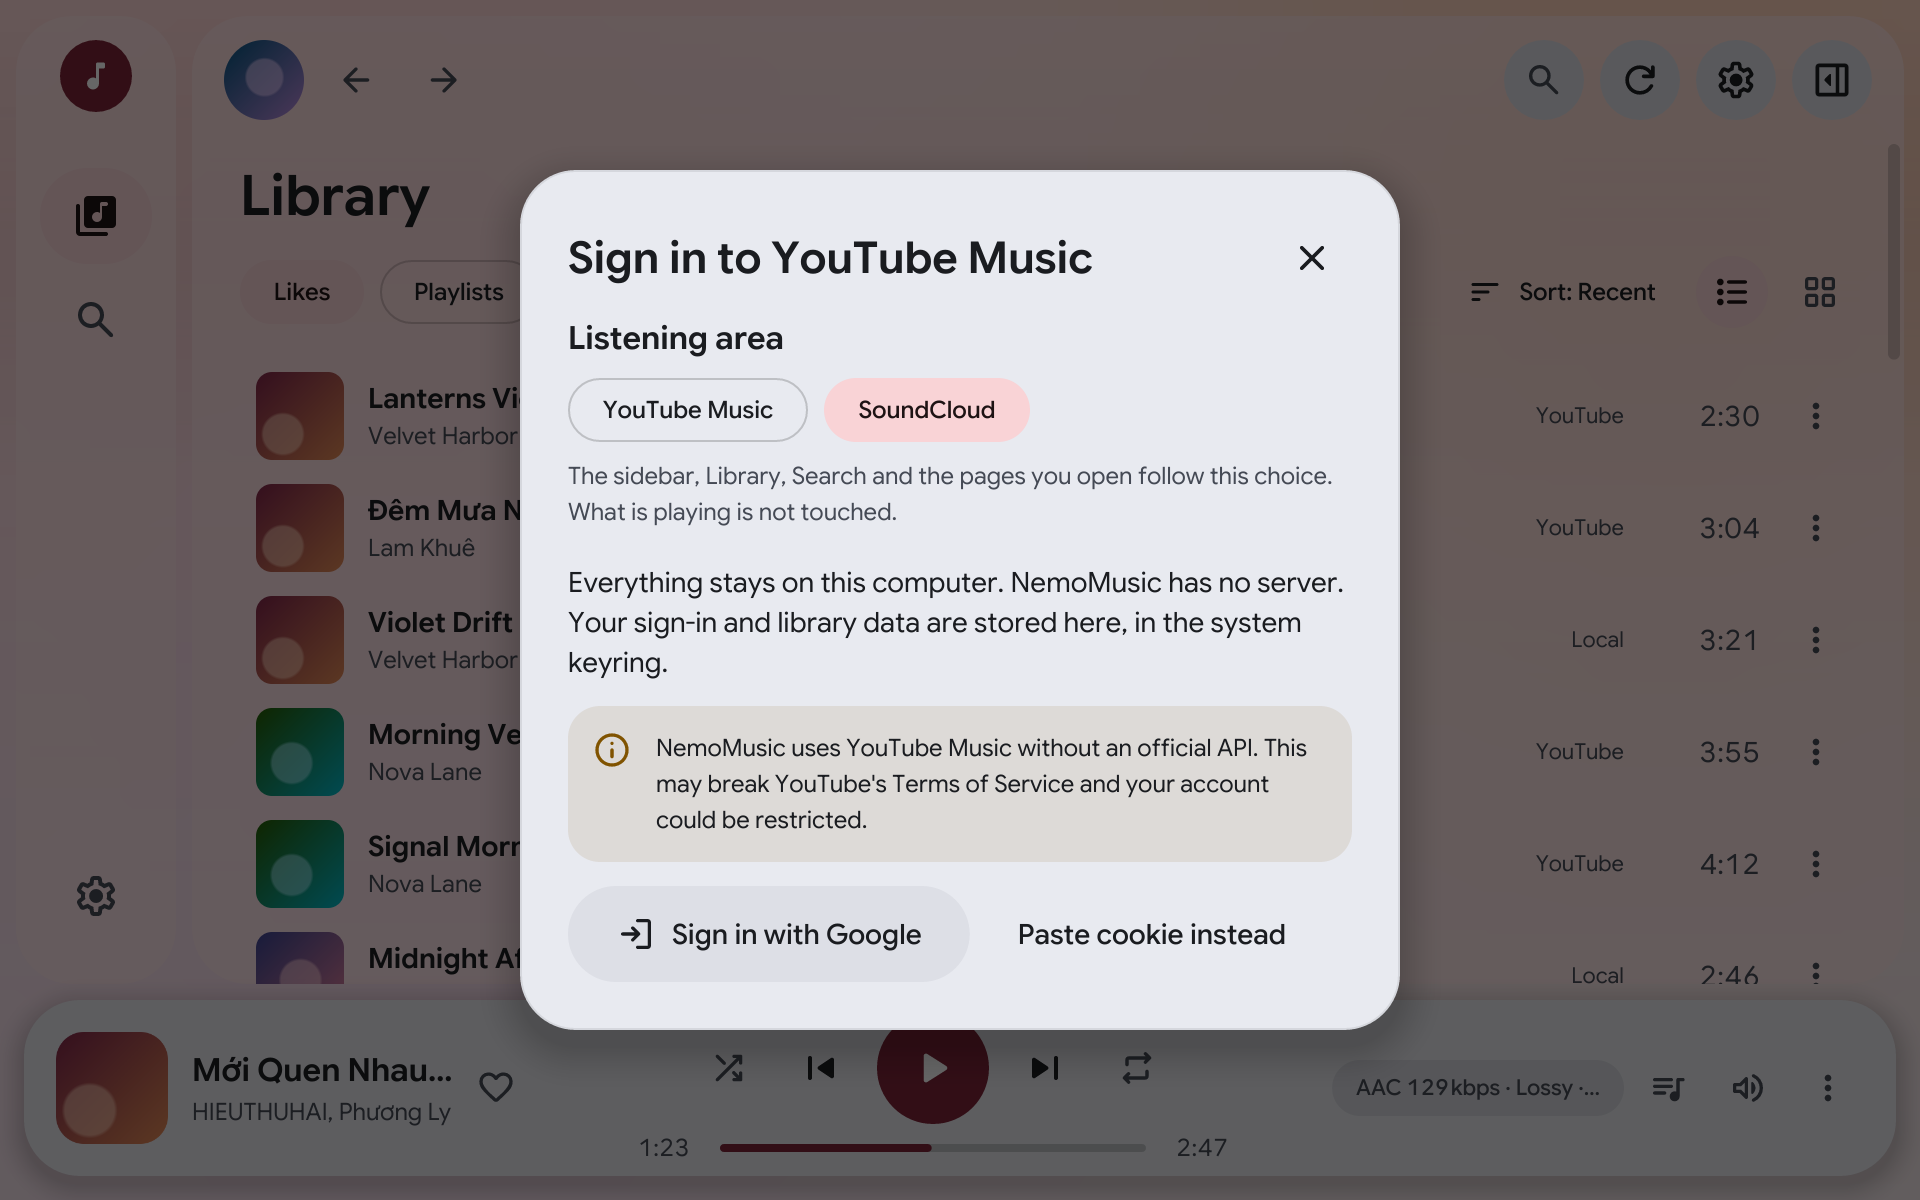 Library
Likes
Playlists
Sort: Recent
Lanterns Vi
Velvet Harbor
YouTube
2:30
Đêm Mưa N
Lam Khuê
YouTube
3:04
Violet Drift
Velvet Harbor
Local
3:21
Morning Ve
Nova Lane
YouTube
3:55
Signal Morr
Nova Lane
YouTube
4:12
Midnight Af
Local
2:46
Sign in to YouTube Music
Listening area
YouTube Music
SoundCloud
The sidebar, Library, Search and the pages you open follow this choice.
What is playing is not touched.
Everything stays on this computer. NemoMusic has no server.
Your sign-in and library data are stored here, in the system
keyring.
NemoMusic uses YouTube Music without an official API. This
may break YouTube's Terms of Service and your account
could be restricted.
Sign in with Google
Paste cookie instead
Mới Quen Nhau...
HIEUTHUHAI, Phương Ly
1:23
2:47
AAC 129 kbps · Lossy ·...